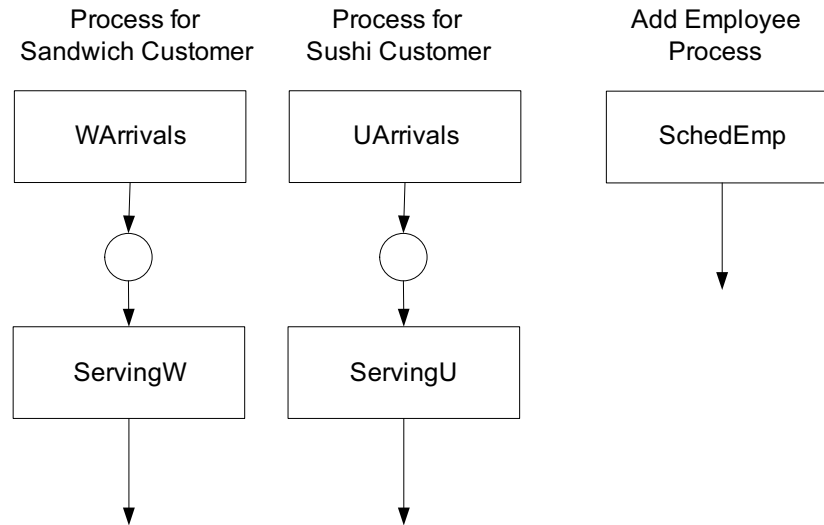 Process for
Sandwich Customer
Process for
Sushi Customer
Add Employee
Process
WArrivals
UArrivals
SchedEmp
ServingW
ServingU